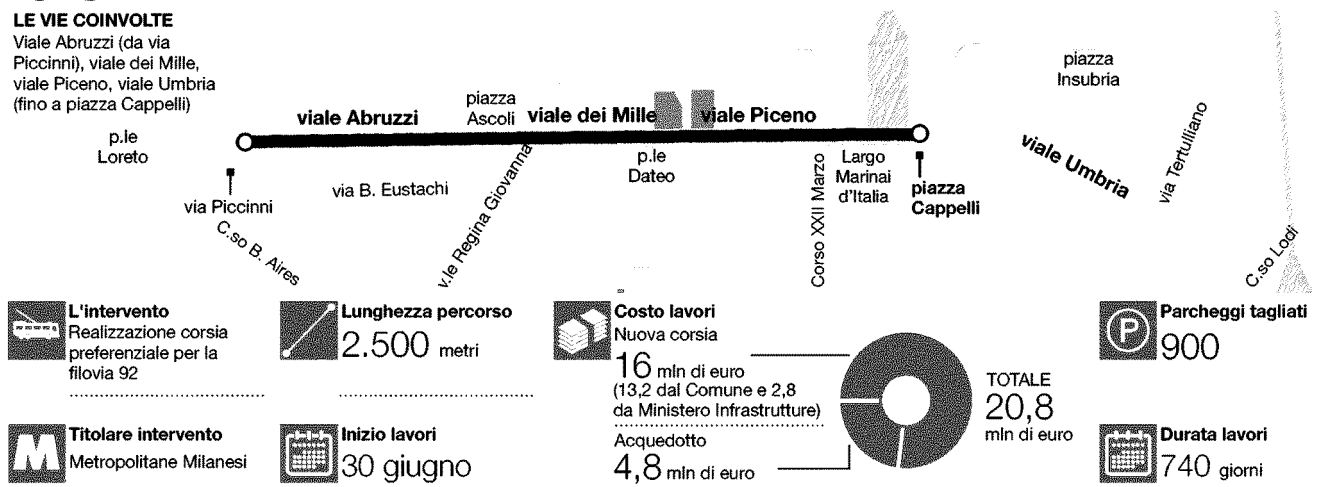 LE VIE COINVOLTE
Viale Abruzzi (da via
Piccinni), viale dei Mille,
viale Piceno, viale Umbria
(fino a piazza Cappelli)
p.le
Loreto
viale Abruzzi
piazza
Ascoli
viale dei Mille
viale Piceno
piazza
Insubria
via Piccinni
C.so B. Aires
via B. Eustachi
v.le Regina Giovanna
p.le
Dateo
Corso XXII Marzo
Largo
Marinai
d'Italia
piazza
Cappelli
viale Umbria
via Tertulliano
C.so Lodi
L'intervento
Realizzazione corsia
preferenziale per la
filovia 92
Lunghezza percorso
2.500 metri
Costo lavori
Nuova corsia
16 mln di euro
(13,2 dal Comune e 2,8
da Ministero Infrastrutture)
Acquedotto
4,8 mln di euro
TOTALE
20,8
mln di euro
P
Parcheggi tagliati
900
M
Titolare intervento
Metropolitane Milanesi
Inizio lavori
30 giugno
Durata lavori
740 giorni